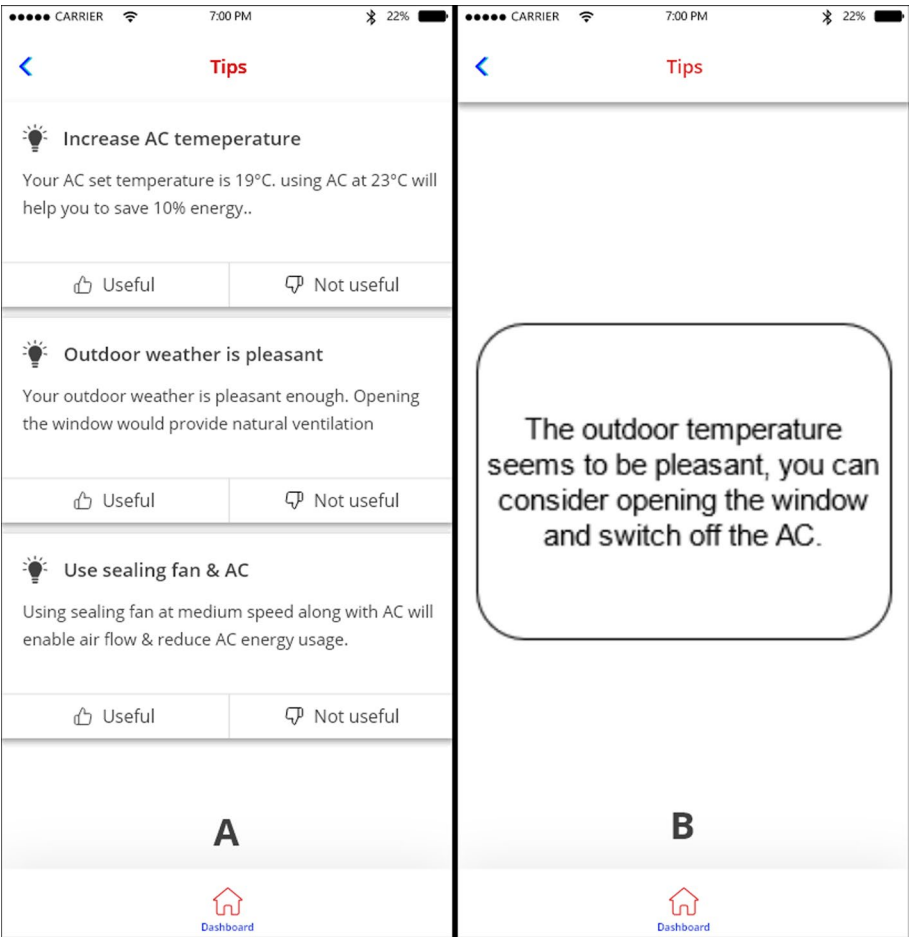 CARRIER 7:00 PM 22%
Tips
Increase AC temeperature
Your AC set temperature is 19°C. using AC at 23°C will
help you to save 10% energy..
Useful Not useful
Outdoor weather is pleasant
Your outdoor weather is pleasant enough. Opening
the window would provide natural ventilation
Useful Not useful
Use sealing fan & AC
Using sealing fan at medium speed along with AC will
enable air flow & reduce AC energy usage.
Useful Not useful
A
Dashboard
CARRIER 7:00 PM 22%
Tips
The outdoor temperature
seems to be pleasant, you can
consider opening the window
and switch off the AC.
B
Dashboard